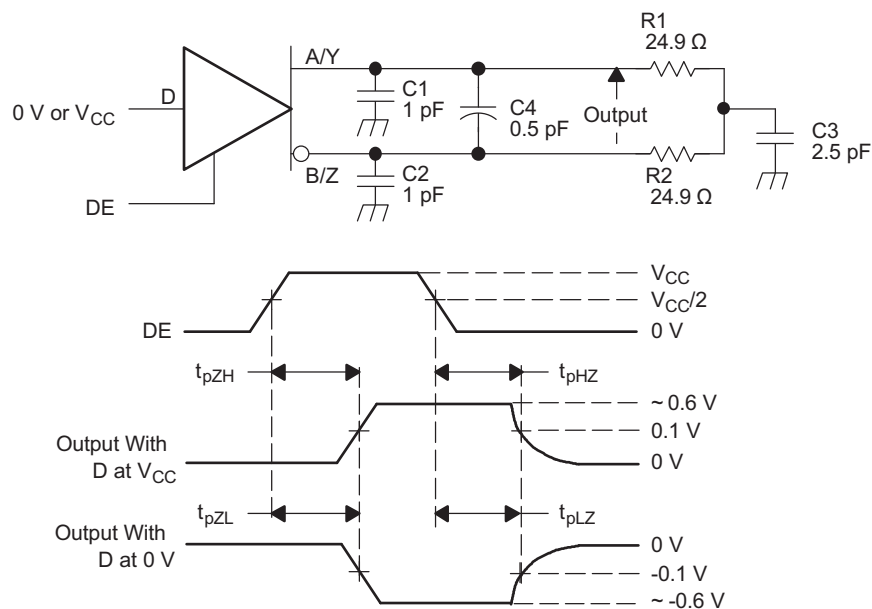 R1
24.9 Ω
A/Y
D
0 V or VCC
C1
1 pF
C4
0.5 pF
Output
C3
2.5 pF
B/Z
C2
1 pF
R2
24.9 Ω
DE
VCC
VCC/2
DE
0 V
tpZH
tpHZ
~ 0.6 V
0.1 V
Output With
D at VCC
0 V
tpZL
tpLZ
Output With
D at 0 V
0 V
-0.1 V
~ -0.6 V